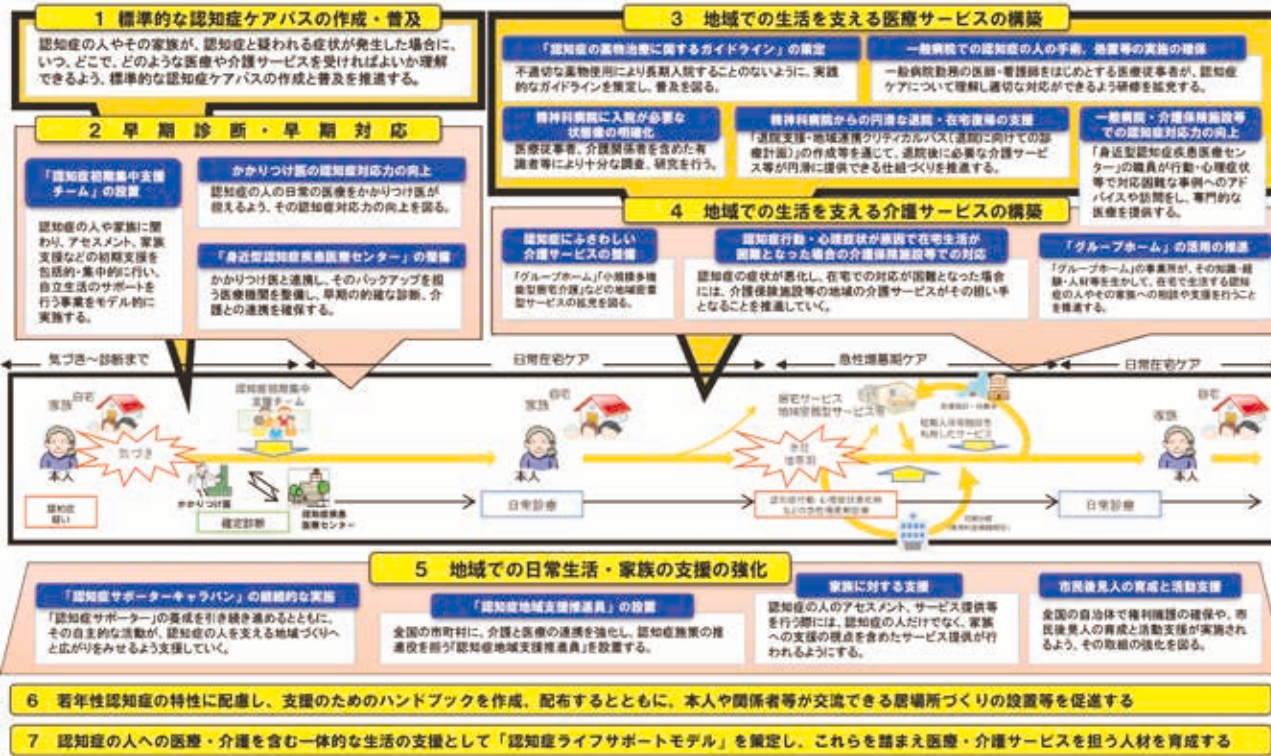 1 標準的な認知症ケアパスの作成・普及
認知症の人やその家族が、認知症と疑われる症状が発生した場合に、
いつ、どこで、どのような医療や介護サービスを受ければよいか理解
できるよう、標準的な認知症ケアパスの作成と普及を推進する。
2 早期診断・早期対応
「認知症初期集中支援
チーム」の設置
認知症の人や家族に関
わり、アセスメント、家族
支援などの初期支援を
包括的・集中的に行い、
自立生活のサポートを
行う事業をモデル的に
実施する。
かかりつけ医の認知症対応力の向上
認知症の人の日常の医療をかかりつけ医が
担えるよう、その認知症対応力の向上を図る。
「身近型認知症疾患医療センター」の整備
かかりつけ医と連携し、そのバックアップを担
う医療機関を整備し、早期の的確な診断、介
護との連携を確保する。
3 地域での生活を支える医療サービスの構築
「認知症の薬物治療に関するガイドライン」の策定
不適切な薬物使用により長期入院することのないように、実践
的なガイドラインを策定し、普及を図る。
一般病院での認知症の人の手術、処置等の実施の確保
一般病院勤務の医師・看護師をはじめとする医療従事者が、認知症
ケアについて理解し適切な対応ができるよう研修を拡充する。
精神科病院に入院が必要な
状態像の明確化
医療従事者、介護関係者を含めた有
識者等により十分な調査、研究を行う。
精神科病院からの円滑な退院・在宅復帰の支援
「退院支援・地域連携クリティカルパス（退院に向けての診
療計画）」の作成等を通じて、退院後に必要な介護サービ
ス等が円滑に提供できる仕組づくりを推進する。
一般病院・介護保険施設等
での認知症対応力の向上
「身近型認知症疾患医療セン
ター」の職員が行動・心理症状
等で対応困難な事例へのアド
バイスや訪問をし、専門的な
医療を提供する。
4 地域での生活を支える介護サービスの構築
認知症にふさわしい
介護サービスの整備
「グループホーム」「小規模多機
能型居宅介護」などの地域密着
型サービスの拡充を図る。
認知症行動・心理症状が原因で在宅生活が
困難となった場合の介護保険施設等での対応
認知症の症状が悪化し、在宅での対応が困難となった場合
には、介護保険施設等の地域の介護サービスがその担い手
となることを推進していく。
「グループホーム」の活用の推進
「グループホーム」の事業所が、その知識・経
験・人材等を生かして、在宅で生活する認知
症の人やその家族への相談や支援を行うこと
を推進する。
気づき～診断まで
日常在宅ケア
急性増悪期ケア
日常在宅ケア
家族
自宅
気づき
本人
認知症
疑い
認知症初期集中
支援チーム
かかりつけ医
確定診断
認知症疾患
医療センター
家族
自宅
本人
日常診療
居宅サービス
地域密着型サービス等
短期入所等施設を
利用したサービス
急性
増悪期
認知症行動・心理症状悪化時
などの急性増悪期診療
家族
自宅
本人
日常診療
5 地域での日常生活・家族の支援の強化
「認知症サポーターキャラバン」の継続的な実施
「認知症サポーター」の養成を引き続き進めるとともに、
その自主的な活動が、認知症の人を支える地域づくりへ
と広がりをみせるよう支援していく。
「認知症地域支援推進員」の設置
全国の市町村に、介護と医療の連携を強化し、認知症施策の推
進役を担う「認知症地域支援推進員」を設置する。
家族に対する支援
認知症の人のアセスメント、サービス提供等
を行う際には、認知症の人だけでなく、家族
への支援の視点を含めたサービス提供が行
われるようにする。
市民後見人の育成と活動支援
全国の自治体で権利擁護の確保や、市
民後見人の育成と活動支援が実施され
るよう、その取組の強化を図る。
6 若年性認知症の特性に配慮し、支援のためのハンドブックを作成、配布するとともに、本人や関係者等が交流できる居場所づくりの設置等を促進する
7 認知症の人への医療・介護を含む一体的な生活の支援として「認知症ライフサポートモデル」を策定し、これらを踏まえ医療・介護サービスを担う人材を育成する